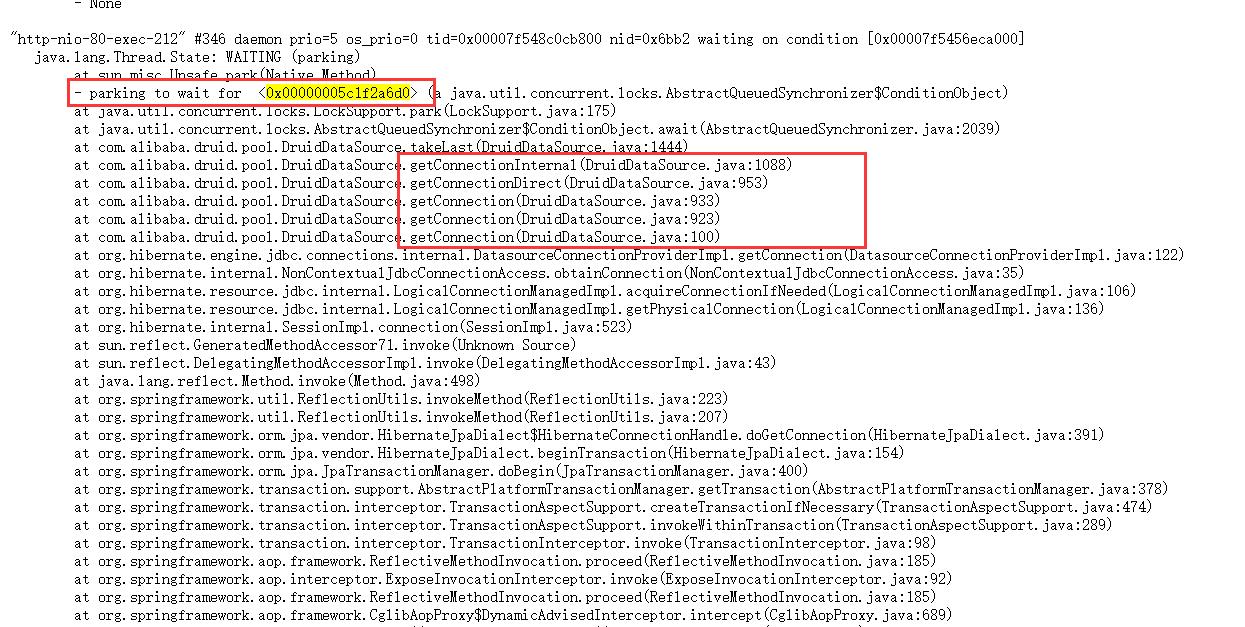 - None
"http-nio-80-exec-212" #346 daemon prio=5 os_prio=0 tid=0x00007f548c0cb800 nid=0x6bb2 waiting on condition [0x00007f5456eca000]
java.lang.Thread.State: WAITING (parking)
at sun.misc.Unsafe.park(Native Method)
- parking to wait for <0x00000005c1f2a6d0> (a java.util.concurrent.locks.AbstractQueuedSynchronizer$ConditionObject)
at java.util.concurrent.locks.LockSupport.park(LockSupport.java:175)
at java.util.concurrent.locks.AbstractQueuedSynchronizer$ConditionObject.await(AbstractQueuedSynchronizer.java:2039)
at com.alibaba.druid.pool.DruidDataSource.takeLast(DruidDataSource.java:1444)
at com.alibaba.druid.pool.DruidDataSource.getConnectionInternal(DruidDataSource.java:1088)
at com.alibaba.druid.pool.DruidDataSource.getConnectionDirect(DruidDataSource.java:953)
at com.alibaba.druid.pool.DruidDataSource.getConnection(DruidDataSource.java:933)
at com.alibaba.druid.pool.DruidDataSource.getConnection(DruidDataSource.java:923)
at com.alibaba.druid.pool.DruidDataSource.getConnection(DruidDataSource.java:100)
at org.hibernate.engine.jdbc.connections.internal.DatasourceConnectionProviderImpl.getConnection(DatasourceConnectionProviderImpl.java:122)
at org.hibernate.internal.NonContextualJdbcConnectionAccess.obtainConnection(NonContextualJdbcConnectionAccess.java:35)
at org.hibernate.resource.jdbc.internal.LogicalConnectionManagedImpl.acquireConnectionIfNeeded(LogicalConnectionManagedImpl.java:106)
at org.hibernate.resource.jdbc.internal.LogicalConnectionManagedImpl.getPhysicalConnection(LogicalConnectionManagedImpl.java:136)
at org.hibernate.internal.SessionImpl.connection(SessionImpl.java:523)
at sun.reflect.GeneratedMethodAccessor71.invoke(Unknown Source)
at sun.reflect.DelegatingMethodAccessorImpl.invoke(DelegatingMethodAccessorImpl.java:43)
at java.lang.reflect.Method.invoke(Method.java:498)
at org.springframework.util.ReflectionUtils.invokeMethod(ReflectionUtils.java:223)
at org.springframework.util.ReflectionUtils.invokeMethod(ReflectionUtils.java:207)
at org.springframework.orm.jpa.vendor.HibernateJpaDialect$HibernateConnectionHandle.doGetConnection(HibernateJpaDialect.java:391)
at org.springframework.orm.jpa.vendor.HibernateJpaDialect.beginTransaction(HibernateJpaDialect.java:154)
at org.springframework.orm.jpa.JpaTransactionManager.doBegin(JpaTransactionManager.java:400)
at org.springframework.transaction.support.AbstractPlatformTransactionManager.getTransaction(AbstractPlatformTransactionManager.java:378)
at org.springframework.transaction.interceptor.TransactionAspectSupport.createTransactionIfNecessary(TransactionAspectSupport.java:474)
at org.springframework.transaction.interceptor.TransactionAspectSupport.invokeWithinTransaction(TransactionAspectSupport.java:289)
at org.springframework.transaction.interceptor.TransactionInterceptor.invoke(TransactionInterceptor.java:98)
at org.springframework.aop.framework.ReflectiveMethodInvocation.proceed(ReflectiveMethodInvocation.java:185)
at org.springframework.aop.interceptor.ExposeInvocationInterceptor.invoke(ExposeInvocationInterceptor.java:92)
at org.springframework.aop.framework.ReflectiveMethodInvocation.proceed(ReflectiveMethodInvocation.java:185)
at org.springframework.aop.framework.CglibAopProxy$DynamicAdvisedInterceptor.intercept(CglibAopProxy.java:689)